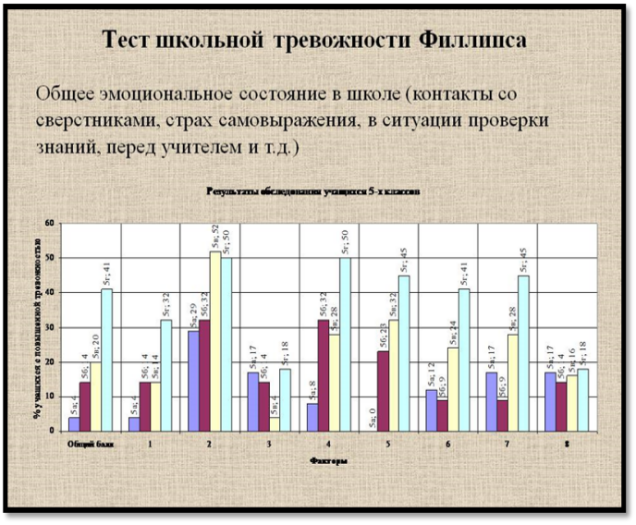 Тест школьной тревожности Филлипса
Общее эмоциональное состояние в школе (контакты со
сверстниками, страх самовыражения, в ситуации проверки
знаний, перед учителем и т.д.)
Результаты обследования учащихся 5-х классов
% учащихся с повышенной тревожностью
60
50
40
30
20
10
0
5а; 4
5б; 4
5в; 20
5г; 41
5а; 4
5б; 4
5в; 14
5г; 32
5а; 29
5б; 32
5в; 52
5г; 50
5а; 17
5б; 4
5в; 4
5г; 18
5а; 8
5б; 32
5в; 28
5г; 50
5а; 0
5б; 23
5в; 32
5г; 45
5а; 12
5б; 9
5в; 24
5г; 41
5а; 17
5б; 9
5в; 28
5г; 45
5а; 17
5б; 4
5в; 16
5г; 18
Общий бал 1 2 3 4 5 6 7 8
Факторы